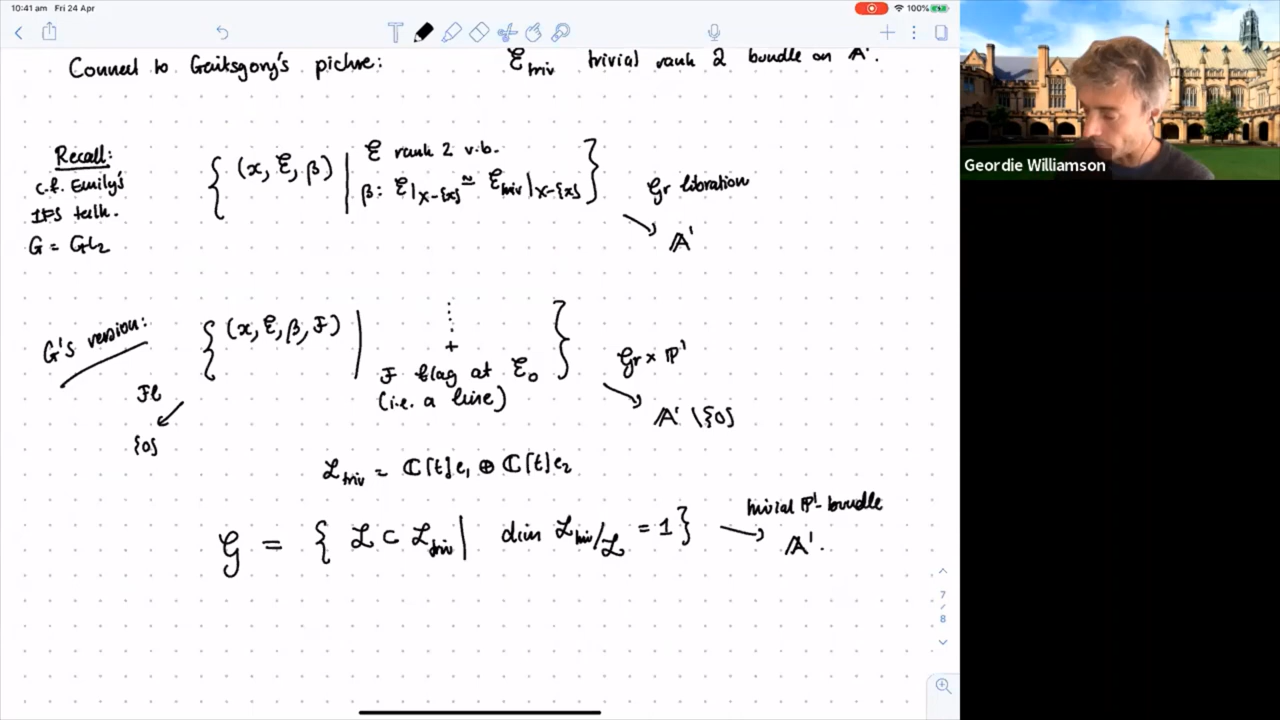 10:41 am Fri 24 Apr
100%
Connect to Gaitsgory's picture: ℰ_triv trivial rank 2 bundle on 𝔸¹.
Geordie Williamson
Recall:
c.f. Emily's
IFS talk.
G = GL₂
{ (x, ℰ, β) | ℰ rank 2 v.b.
β: ℰ|_{X-{x}} ≅ ℰ_triv|_{X-{x}} }
Gr fibration
↘ 𝔸¹
G's version:
{ (x, ℰ, β, ℱ) | ⋮ + ℱ flag at ℰ₀ (i.e. a line) }
Gr × ℙ¹
↘ 𝔸¹ \ {0}
Fl
↙
{0}
ℒ_triv = ℂ[t]e₁ ⊕ ℂ[t]e₂
trivial ℙ¹-bundle
𝒢 = { ℒ ⊂ ℒ_triv | dim ℒ_triv/ℒ = 1 } → 𝔸¹.
7
/
8